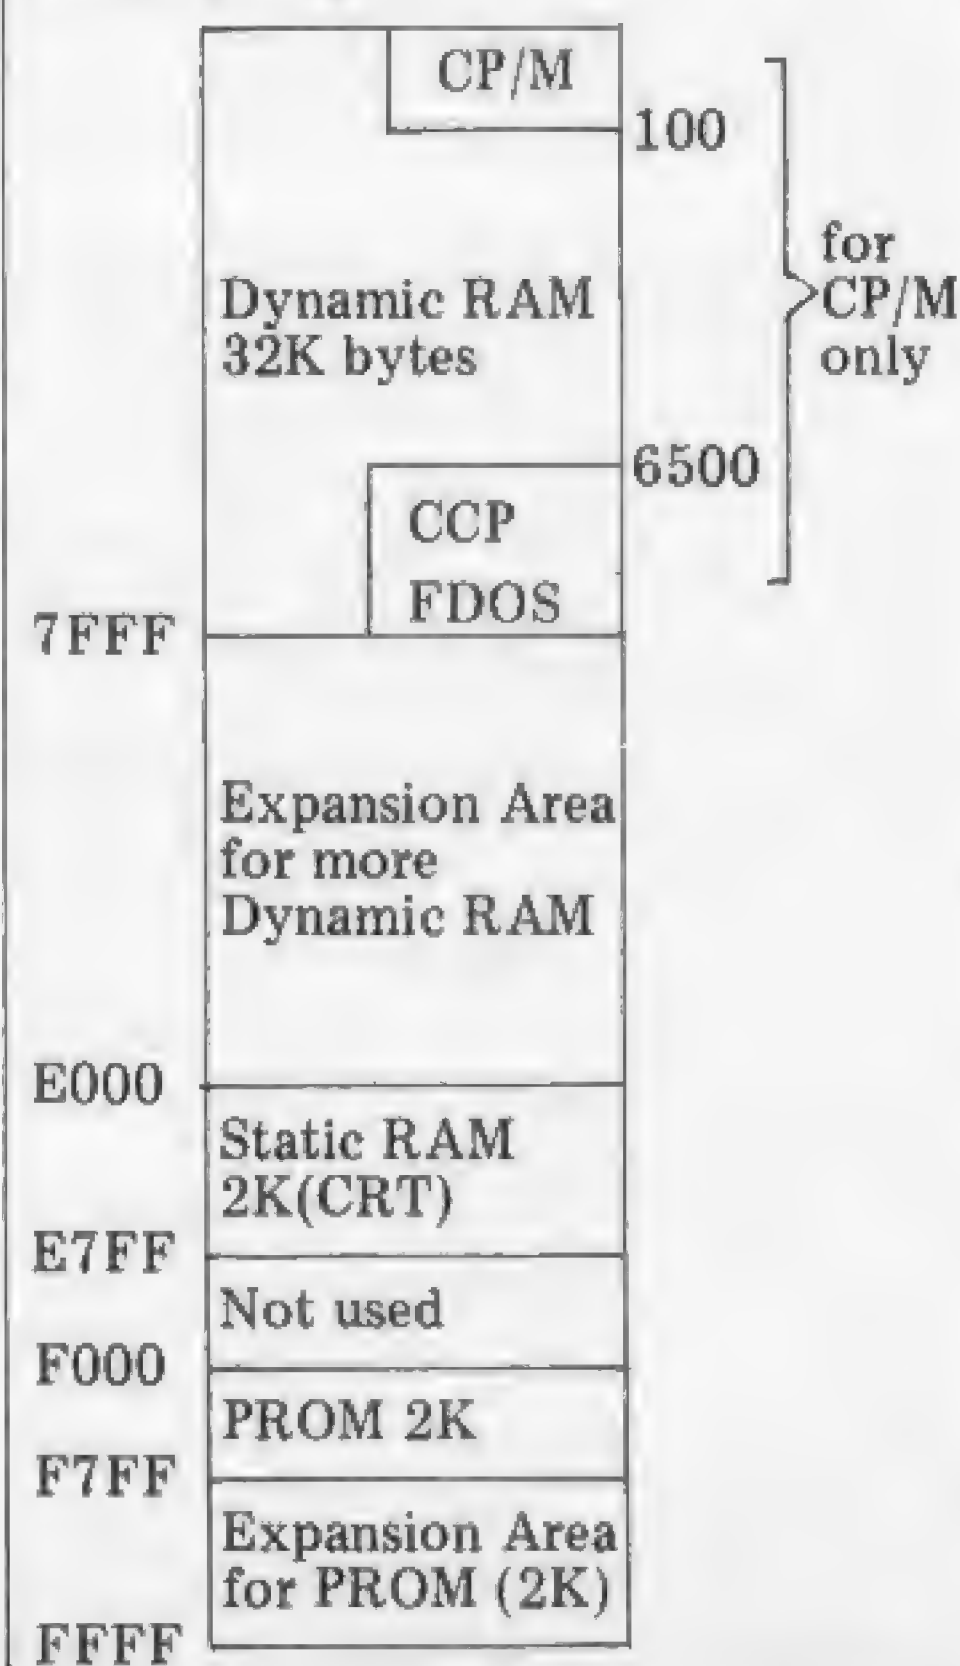 CP/M
100
for
CP/M
only
Dynamic RAM
32K bytes
6500
CCP
FDOS
7FFF
Expansion Area
for more
Dynamic RAM
E000
Static RAM
2K(CRT)
E7FF
Not used
F000
PROM 2K
F7FF
Expansion Area
for PROM (2K)
FFFF